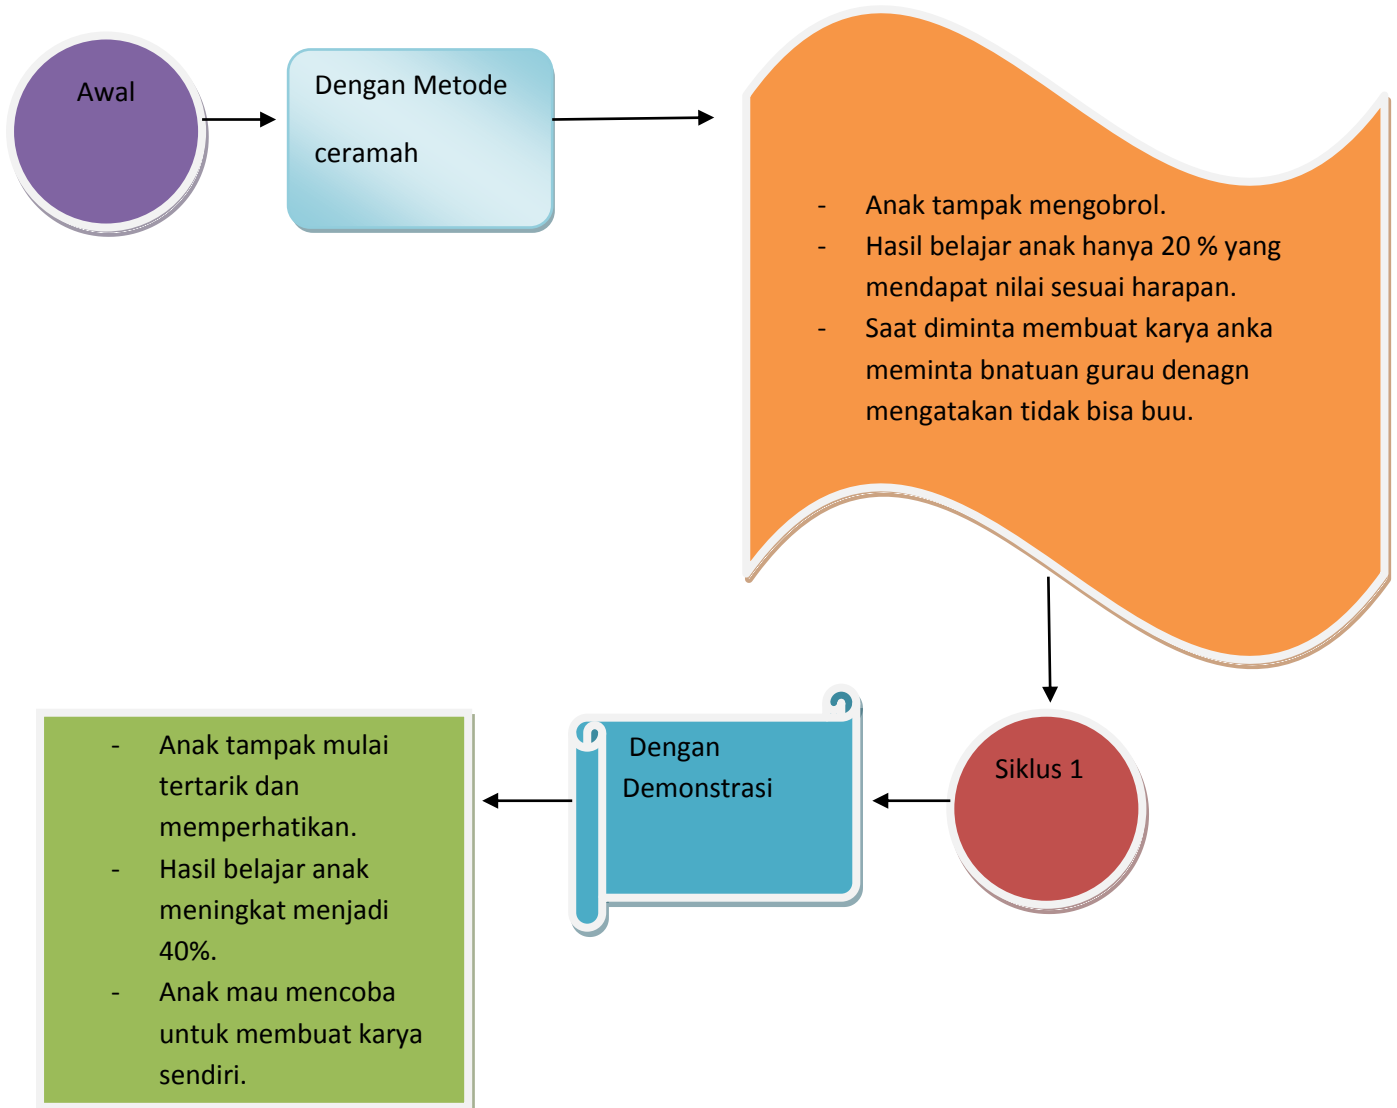 Awal
Dengan Metode
ceramah
- Anak tampak mengobrol.
- Hasil belajar anak hanya 20 % yang
mendapat nilai sesuai harapan.
- Saat diminta membuat karya anka
meminta bnatuan gurau denagn
mengatakan tidak bisa buu.
Siklus 1
Dengan
Demonstrasi
- Anak tampak mulai
tertarik dan
memperhatikan.
- Hasil belajar anak
meningkat menjadi
40%.
- Anak mau mencoba
untuk membuat karya
sendiri.